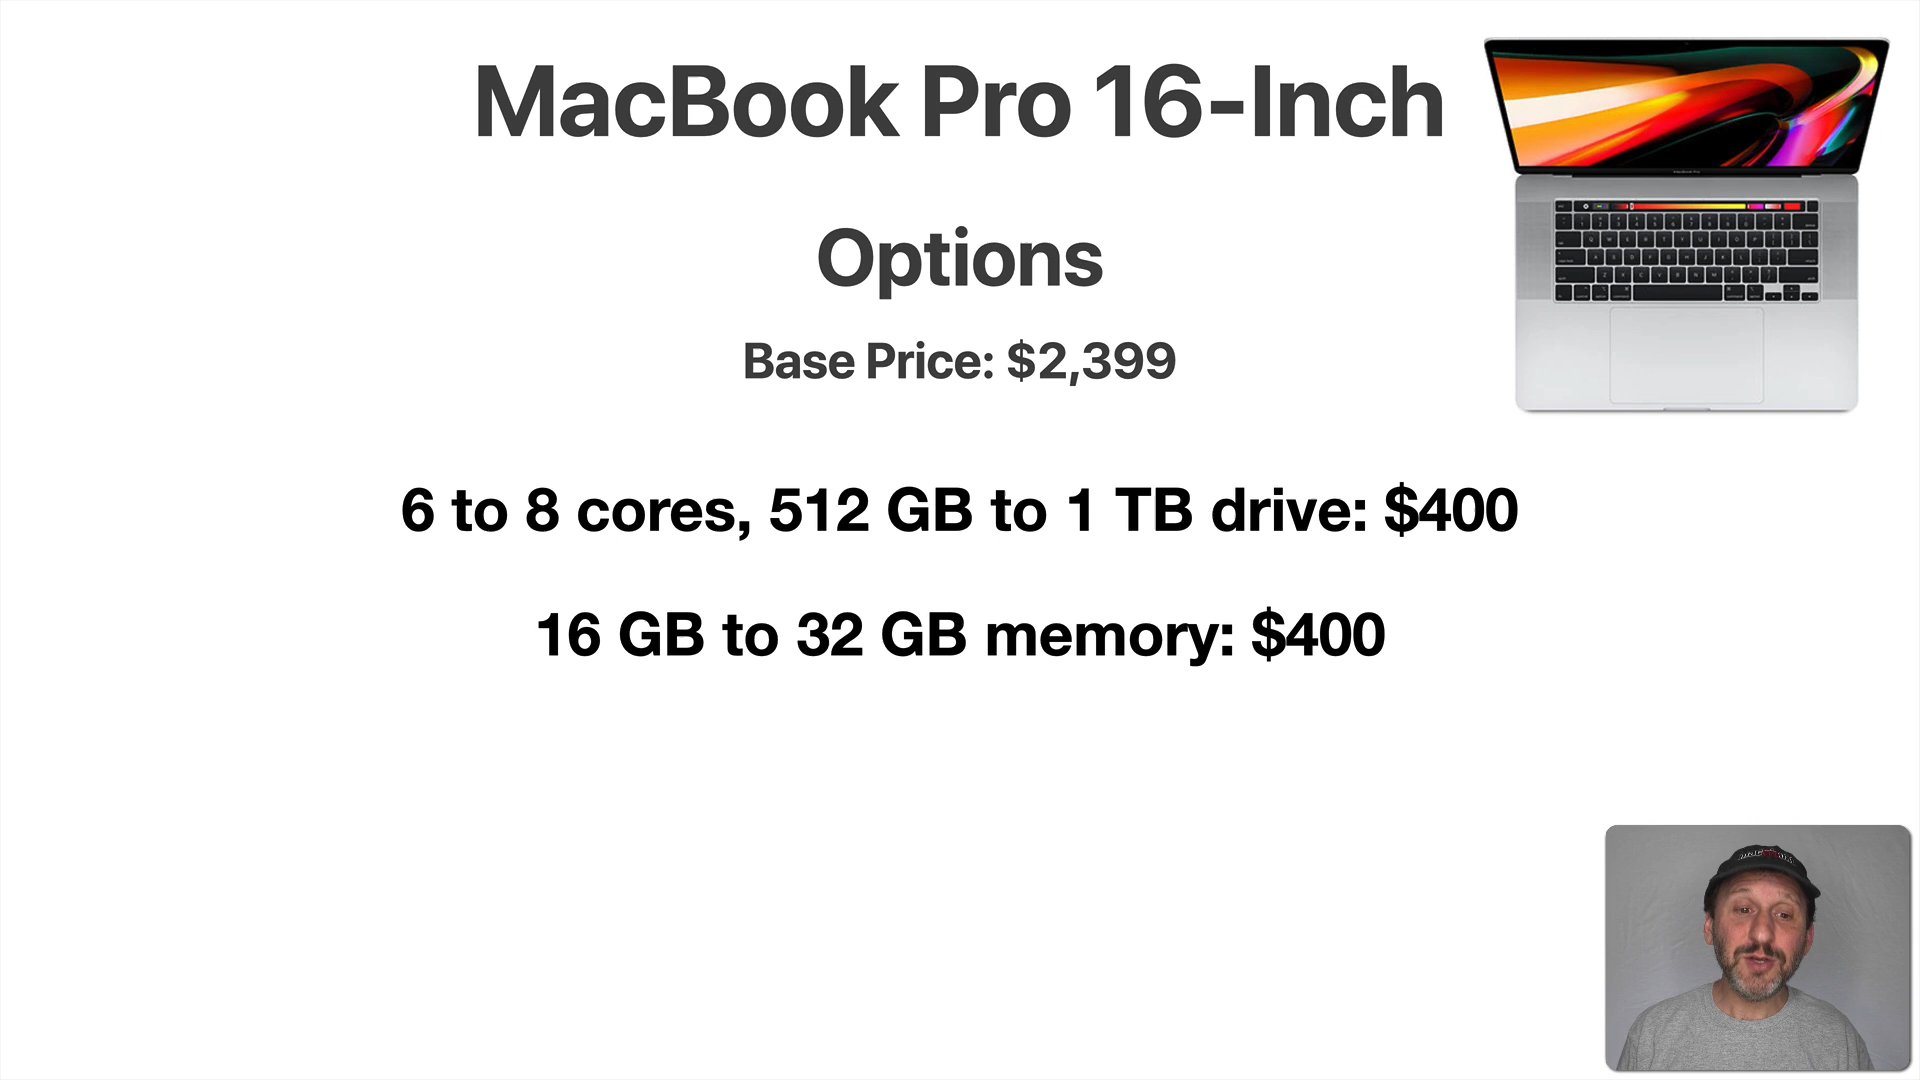 MacBook Pro 16-Inch
Options
Base Price: $2,399
6 to 8 cores, 512 GB to 1 TB drive: $400
16 GB to 32 GB memory: $400